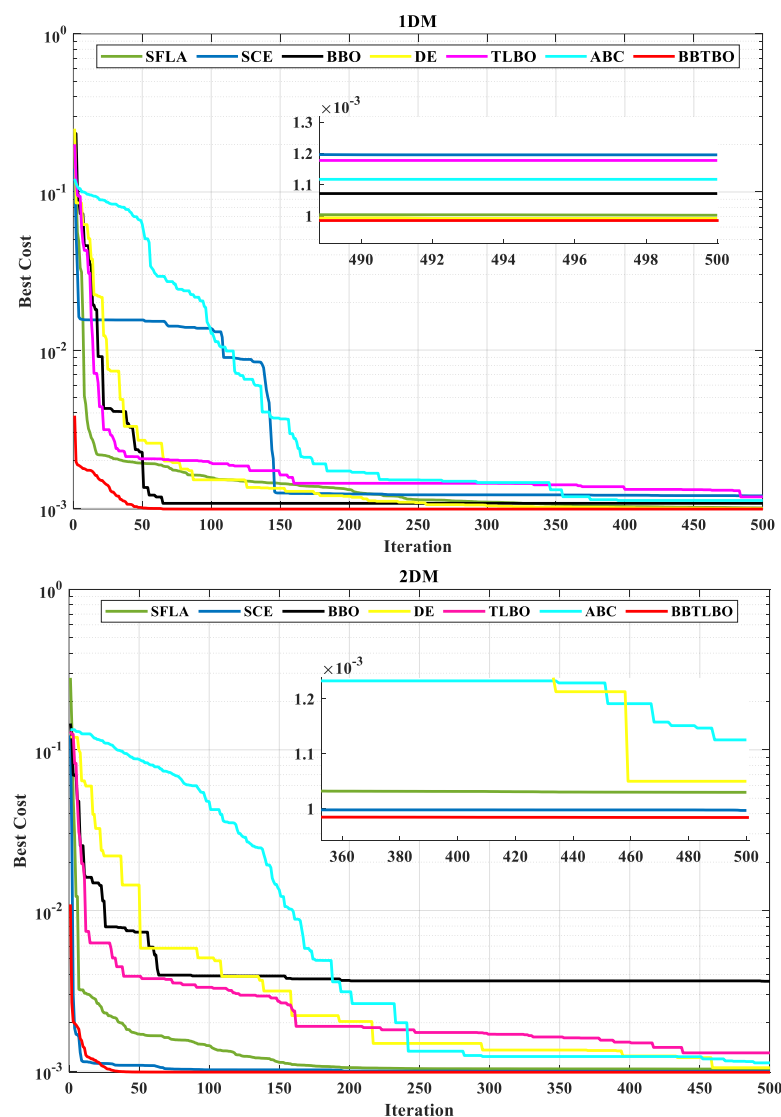 1DM
10^0
SFLA SCE BBO DE TLBO ABC BBTBO
×10^-3
1.3
1.2
1.1
1
490 492 494 496 498 500
10^-1
10^-2
10^-3
Best Cost
0 50 100 150 200 250 300 350 400 450 500
Iteration
2DM
10^0
SFLA SCE BBO DE TLBO ABC BBTLBO
×10^-3
1.2
1.1
1
360 380 400 420 440 460 480 500
10^-1
10^-2
10^-3
Best Cost
0 50 100 150 200 250 300 350 400 450 500
Iteration